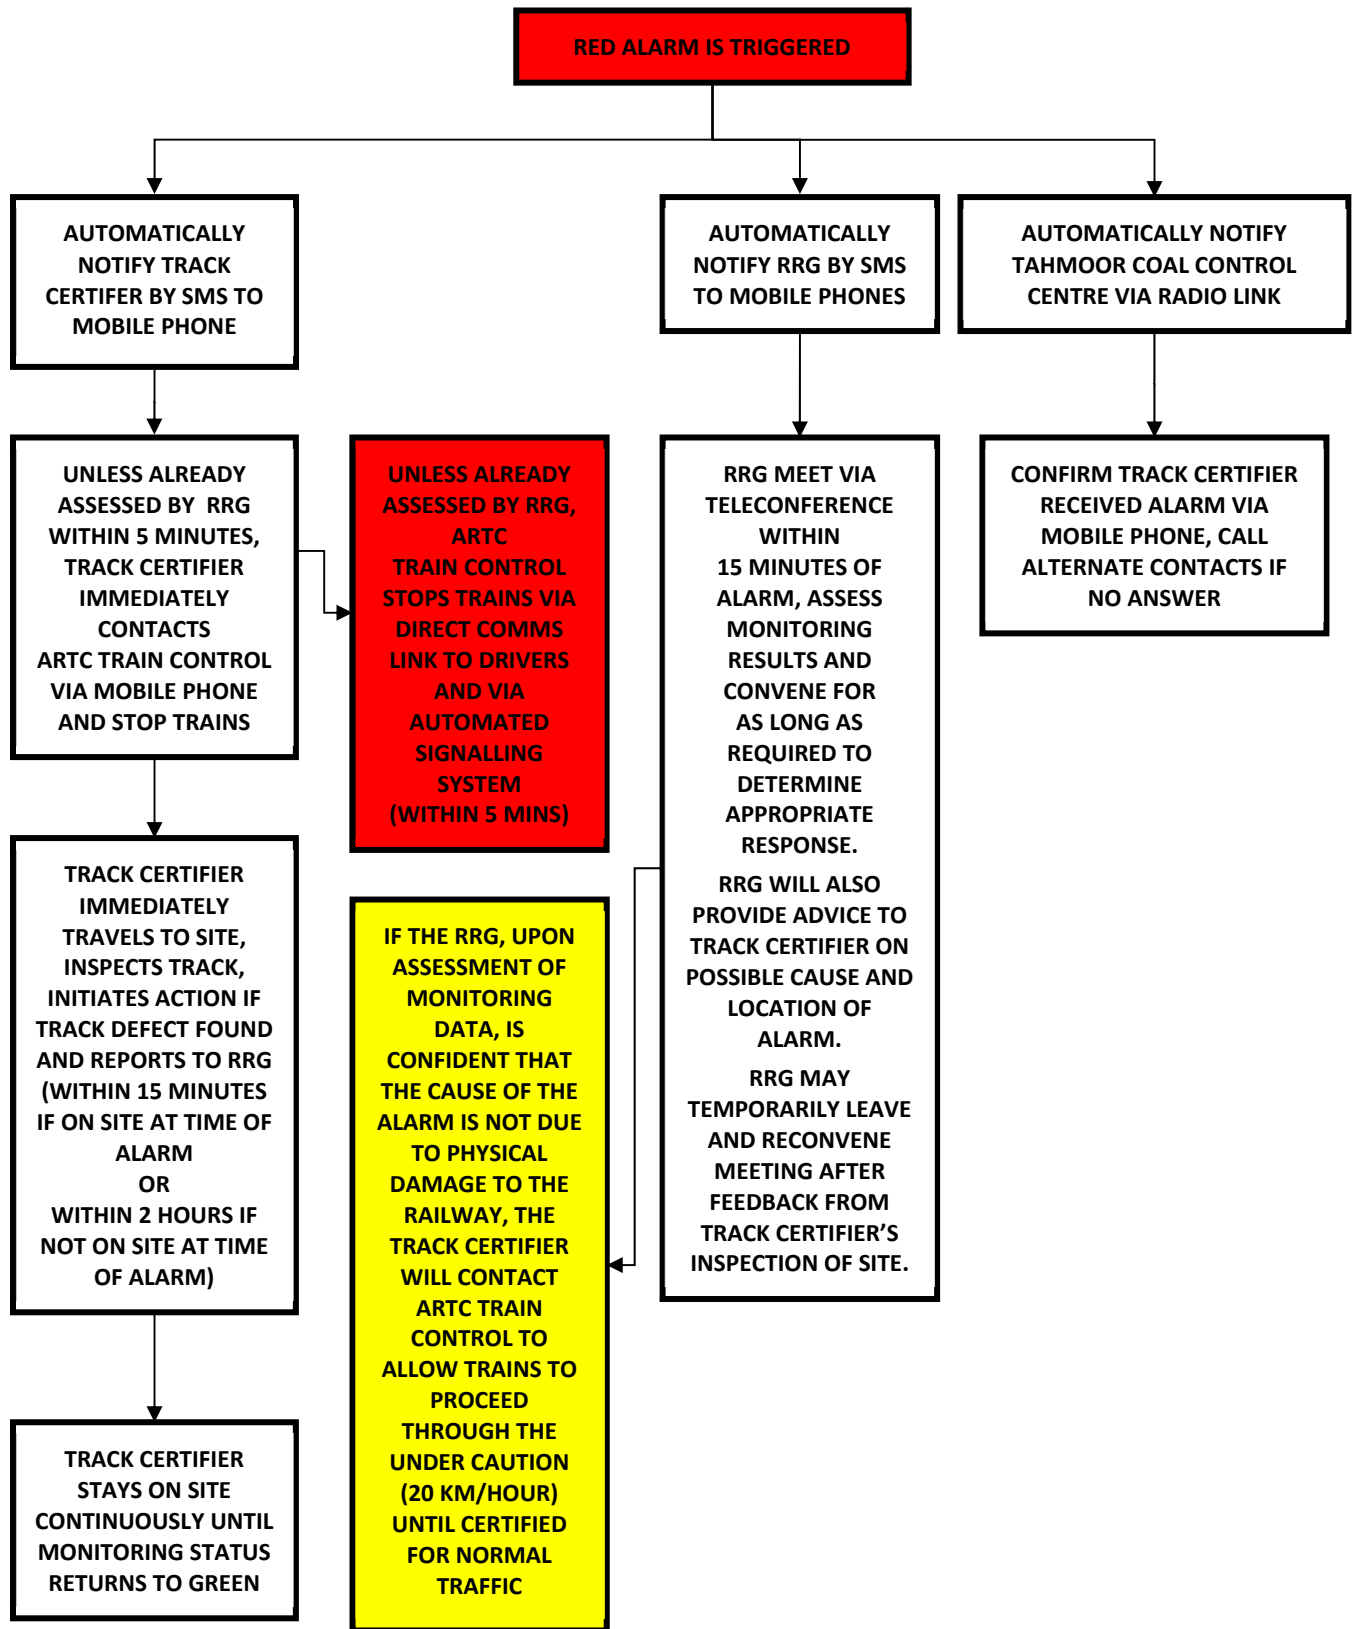 RED ALARM IS TRIGGERED
AUTOMATICALLY
NOTIFY TRACK
CERTIFER BY SMS TO
MOBILE PHONE
AUTOMATICALLY
NOTIFY RRG BY SMS
TO MOBILE PHONES
AUTOMATICALLY NOTIFY
TAHMOOR COAL CONTROL
CENTRE VIA RADIO LINK
UNLESS ALREADY
ASSESSED BY RRG
WITHIN 5 MINUTES,
TRACK CERTIFIER
IMMEDIATELY
CONTACTS
ARTC TRAIN CONTROL
VIA MOBILE PHONE
AND STOP TRAINS
UNLESS ALREADY
ASSESSED BY RRG,
ARTC
TRAIN CONTROL
STOPS TRAINS VIA
DIRECT COMMS
LINK TO DRIVERS
AND VIA
AUTOMATED
SIGNALLING
SYSTEM
(WITHIN 5 MINS)
RRG MEET VIA
TELECONFERENCE
WITHIN
15 MINUTES OF
ALARM, ASSESS
MONITORING
RESULTS AND
CONVENE FOR
AS LONG AS
REQUIRED TO
DETERMINE
APPROPRIATE
RESPONSE.
RRG WILL ALSO
PROVIDE ADVICE TO
TRACK CERTIFIER ON
POSSIBLE CAUSE AND
LOCATION OF
ALARM.
RRG MAY
TEMPORARILY LEAVE
AND RECONVENE
MEETING AFTER
FEEDBACK FROM
TRACK CERTIFIER’S
INSPECTION OF SITE.
CONFIRM TRACK CERTIFIER
RECEIVED ALARM VIA
MOBILE PHONE, CALL
ALTERNATE CONTACTS IF
NO ANSWER
TRACK CERTIFIER
IMMEDIATELY
TRAVELS TO SITE,
INSPECTS TRACK,
INITIATES ACTION IF
TRACK DEFECT FOUND
AND REPORTS TO RRG
(WITHIN 15 MINUTES
IF ON SITE AT TIME OF
ALARM
OR
WITHIN 2 HOURS IF
NOT ON SITE AT TIME
OF ALARM)
IF THE RRG, UPON
ASSESSMENT OF
MONITORING
DATA, IS
CONFIDENT THAT
THE CAUSE OF THE
ALARM IS NOT DUE
TO PHYSICAL
DAMAGE TO THE
RAILWAY, THE
TRACK CERTIFIER
WILL CONTACT
ARTC TRAIN
CONTROL TO
ALLOW TRAINS TO
PROCEED
THROUGH THE
UNDER CAUTION
(20 KM/HOUR)
UNTIL CERTIFIED
FOR NORMAL
TRAFFIC
TRACK CERTIFIER
STAYS ON SITE
CONTINUOUSLY UNTIL
MONITORING STATUS
RETURNS TO GREEN